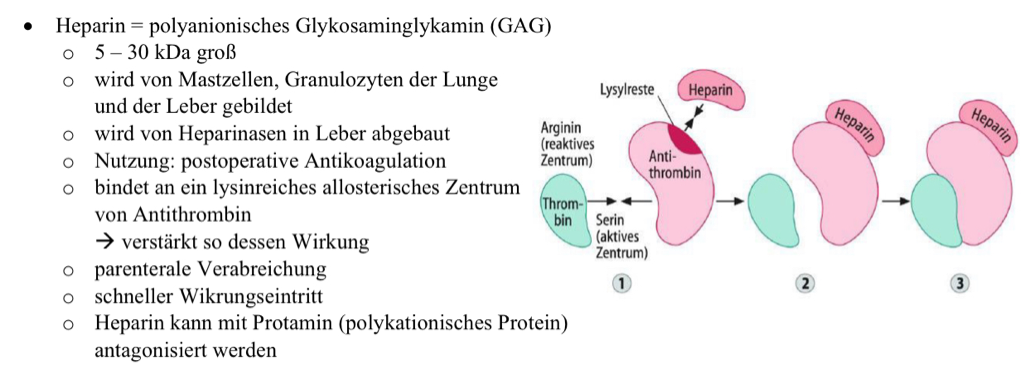 • Heparin = polyanionisches Glykosaminglykamin (GAG)
o 5 – 30 kDa groß
o wird von Mastzellen, Granulozyten der Lunge
und der Leber gebildet
o wird von Heparinasen in Leber abgebaut
o Nutzung: postoperative Antikoagulation
o bindet an ein lysinreiches allosterisches Zentrum
von Antithrombin
→ verstärkt so dessen Wirkung
o parenterale Verabreichung
o schneller Wikrungseintritt
o Heparin kann mit Protamin (polykationisches Protein)
antagonisiert werden
Lysylreste
Heparin
Arginin
(reaktives
Zentrum)
Anti-
thrombin
Throm-
bin
Serin
(aktives
Zentrum)
1
Heparin
2
Heparin
3